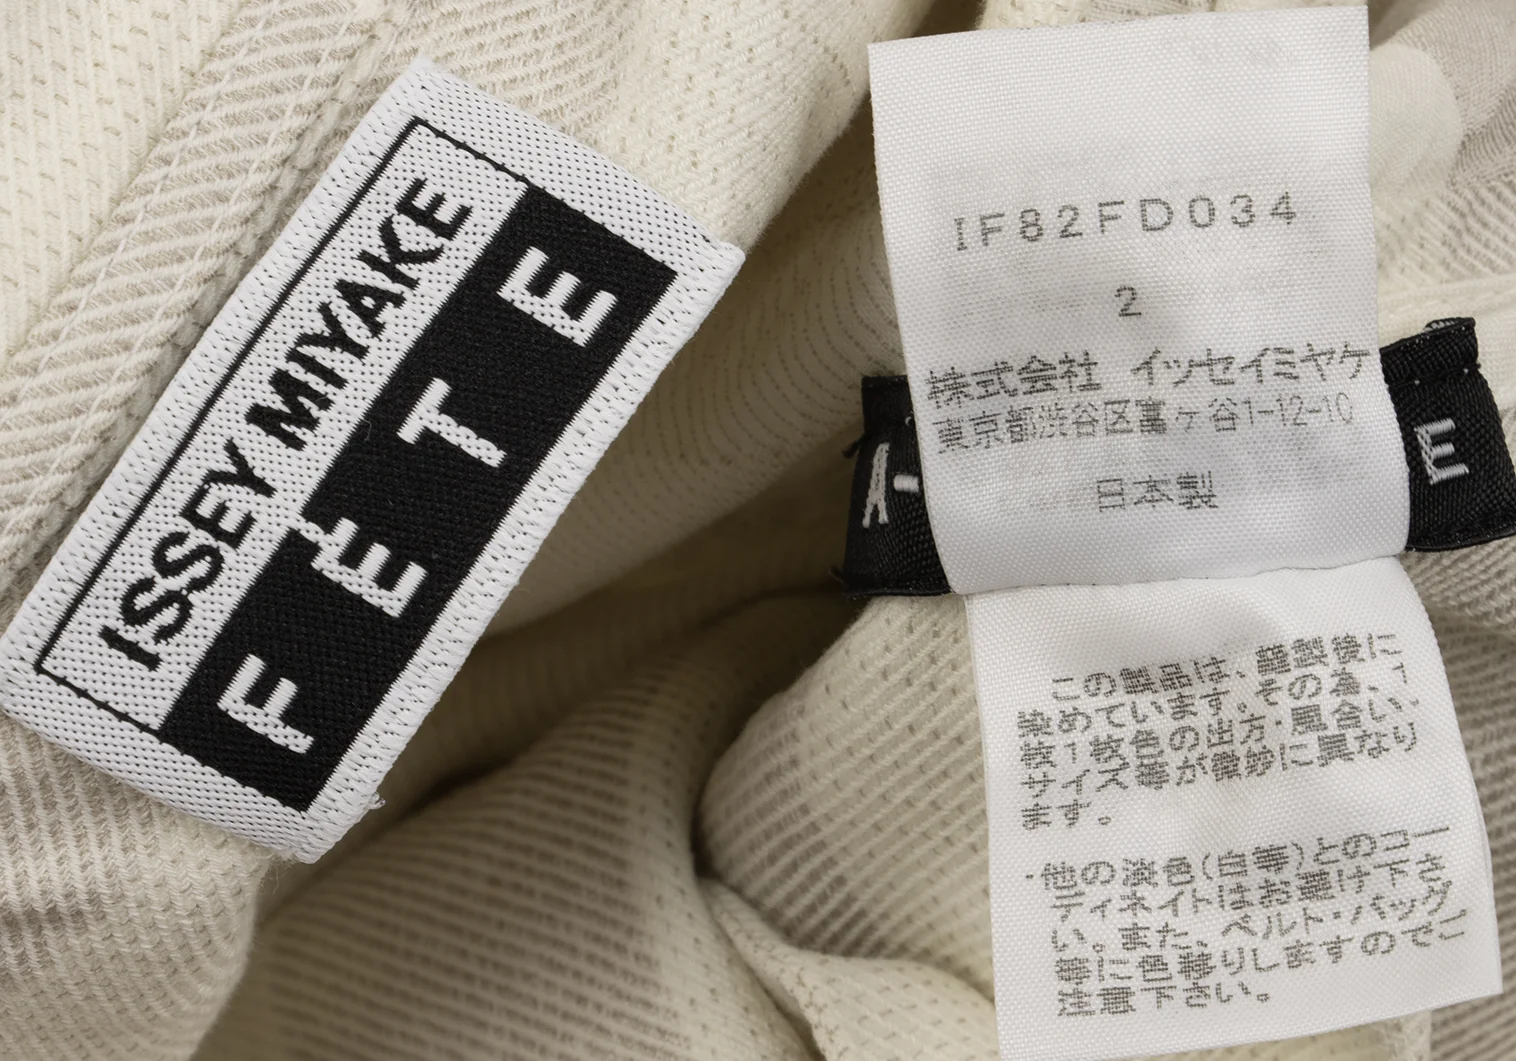 ISSEY MIYAKE
FÊTE
IF82FD034
2
株式会社 イッセイミヤケ
東京都渋谷区富ヶ谷1-12-10
日本製
A-
E
この製品は、縫製後に
染めています。その為、1
枚1枚色の出方・風合い、
サイズ等が微妙に異なり
ます。
・他の淡色(白等)とのコー
ディネイトはお避け下さ
い。また、ベルト・バッグ
等に色移りしますのでご
注意下さい。